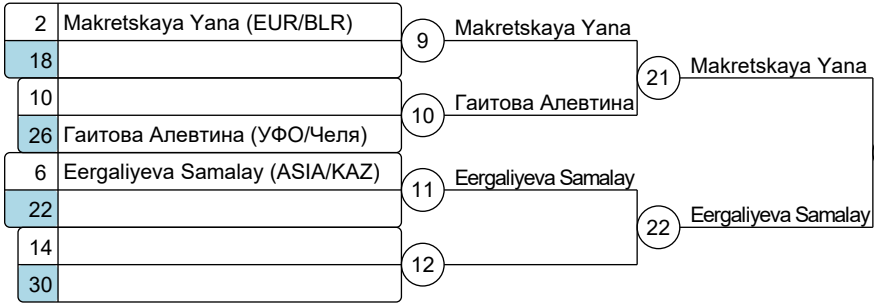 2 Makretskaya Yana (EUR/BLR)
18
9 Makretskaya Yana
10
26 Гаитова Алевтина (УФО/Челя)
10 Гаитова Алевтина
21 Makretskaya Yana
6 Eergaliyeva Samalay (ASIA/KAZ)
22
11 Eergaliyeva Samalay
14
30
12
22 Eergaliyeva Samalay